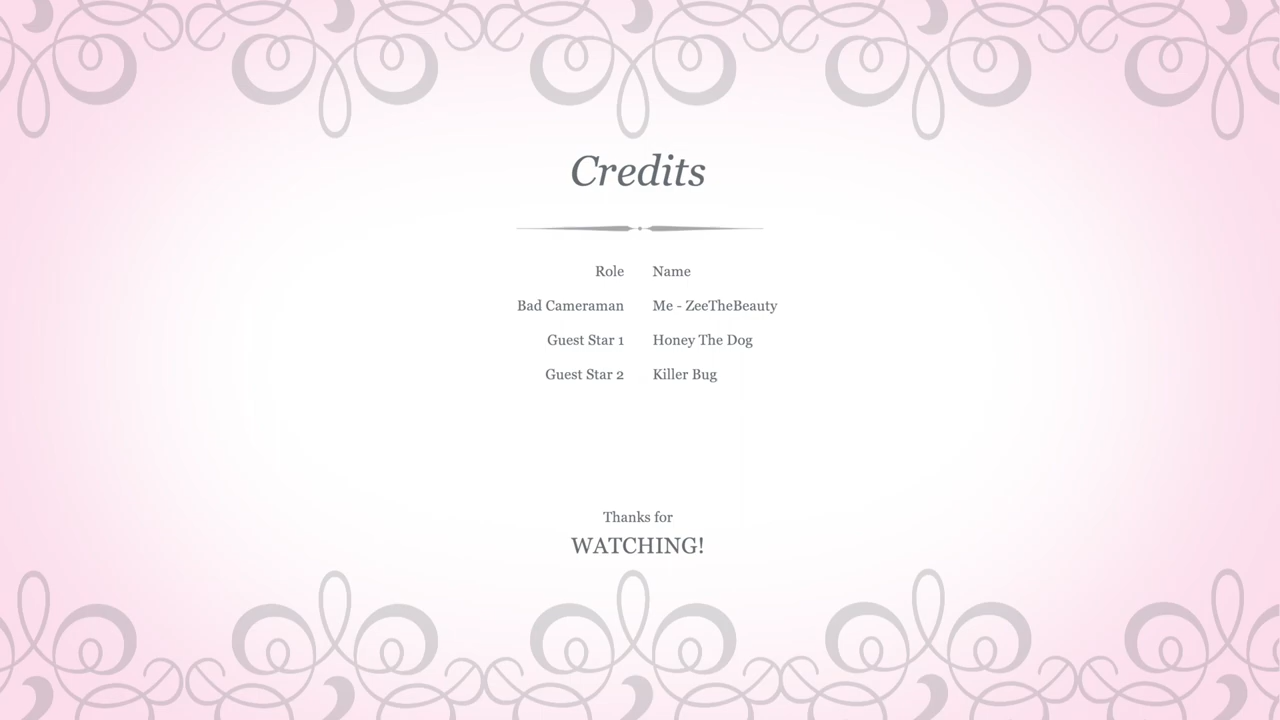 Credits
Role Name
Bad Cameraman Me - ZeeTheBeauty
Guest Star 1 Honey The Dog
Guest Star 2 Killer Bug
Thanks for
WATCHING!